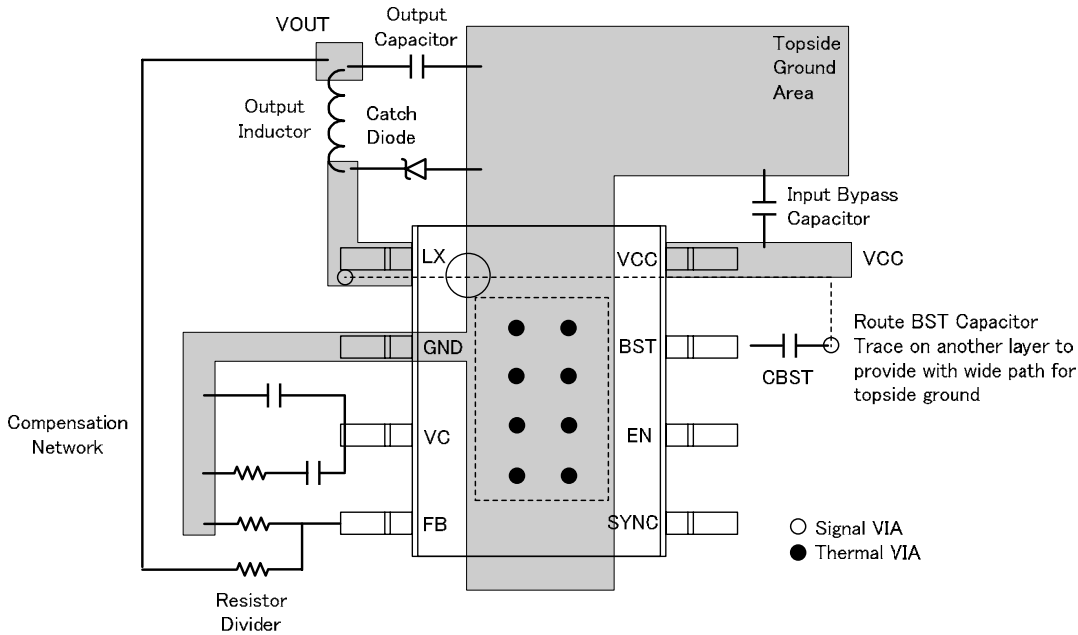 VOUT
Output
Capacitor
Topside
Ground
Area
Output
Inductor
Catch
Diode
Input Bypass
Capacitor
LX
VCC
VCC
GND
BST
CBST
Route BST Capacitor
Trace on another layer to
provide with wide path for
topside ground
Compensation
Network
VC
EN
FB
SYNC
Signal VIA
Thermal VIA
Resistor
Divider